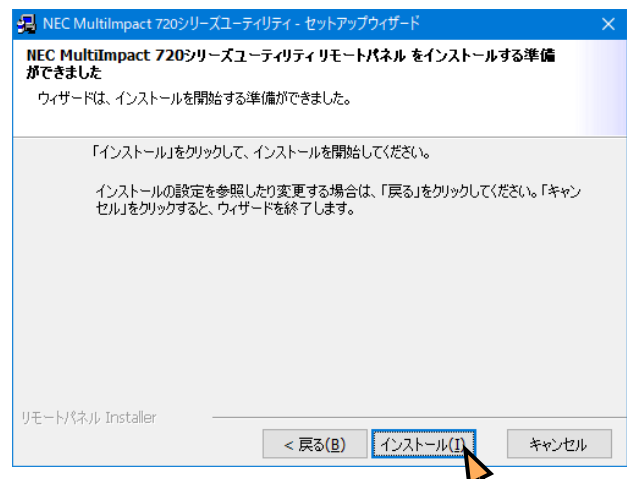 NEC MultiImpact 720シリーズユーティリティ - セットアップウィザード
NEC MultiImpact 720シリーズユーティリティ リモートパネル をインストールする準備
ができました
ウィザードは、インストールを開始する準備ができました。
「インストール」をクリックして、インストールを開始してください。
インストールの設定を参照したり変更する場合は、「戻る」をクリックしてください。「キャン
セル」をクリックすると、ウィザードを終了します。
リモートパネル Installer
< 戻る(B) インストール(I) キャンセル